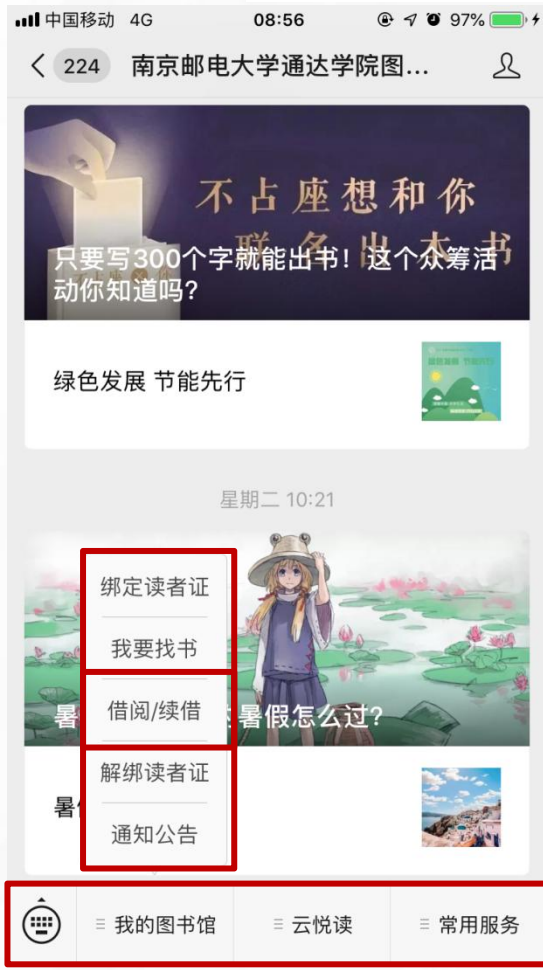 中国移动 4G 08:56 97%
224 南京邮电大学通达学院图...
不占座想和你
联名出本书
只要写300个字就能出书！这个众筹活
动你知道吗？
绿色发展 节能先行
星期二 10:21
绑定读者证
我要找书
借阅/续借
暑假怎么过？
解绑读者证
通知公告
我的图书馆 云悦读 常用服务